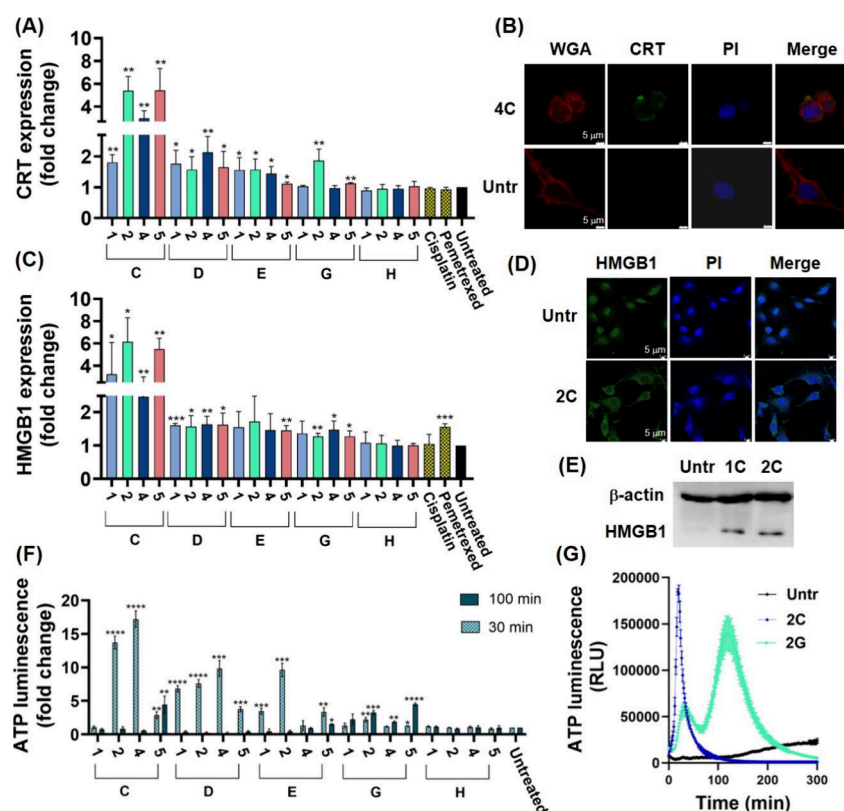 (A)
CRT expression
(fold change)
10
8
6
4
2
1
0
** ** ** **
* * ** *
* * * *
** **
1 2 4 5 1 2 4 5 1 2 4 5 1 2 4 5 1 2 4 5 Cisplatin Pemetrexed Untreated
C D E G H
(B)
WGA CRT PI Merge
4C
5 μm
Untr
5 μm
(C)
HMGB1 expression
(fold change)
10
8
6
4
2
1
0
* * ** **
*** * ** *
**
** * *
***
1 2 4 5 1 2 4 5 1 2 4 5 1 2 4 5 1 2 4 5 Cisplatin Pemetrexed Untreated
C D E G H
(D)
HMGB1 PI Merge
Untr
5 μm
2C
5 μm
(E)
Untr 1C 2C
β-actin
HMGB1
(F)
ATP luminescence
(fold change)
20
15
10
5
0
100 min
30 min
**** **** ** **
**** **** *** ***
*** *** ** *
** *** ** ****
1 2 4 5 1 2 4 5 1 2 4 5 1 2 4 5 1 2 4 5 Untreated
C D E G H
(G)
ATP luminescence
(RLU)
200000
150000
100000
50000
0
Untr
2C
2G
0 100 200 300
Time (min)